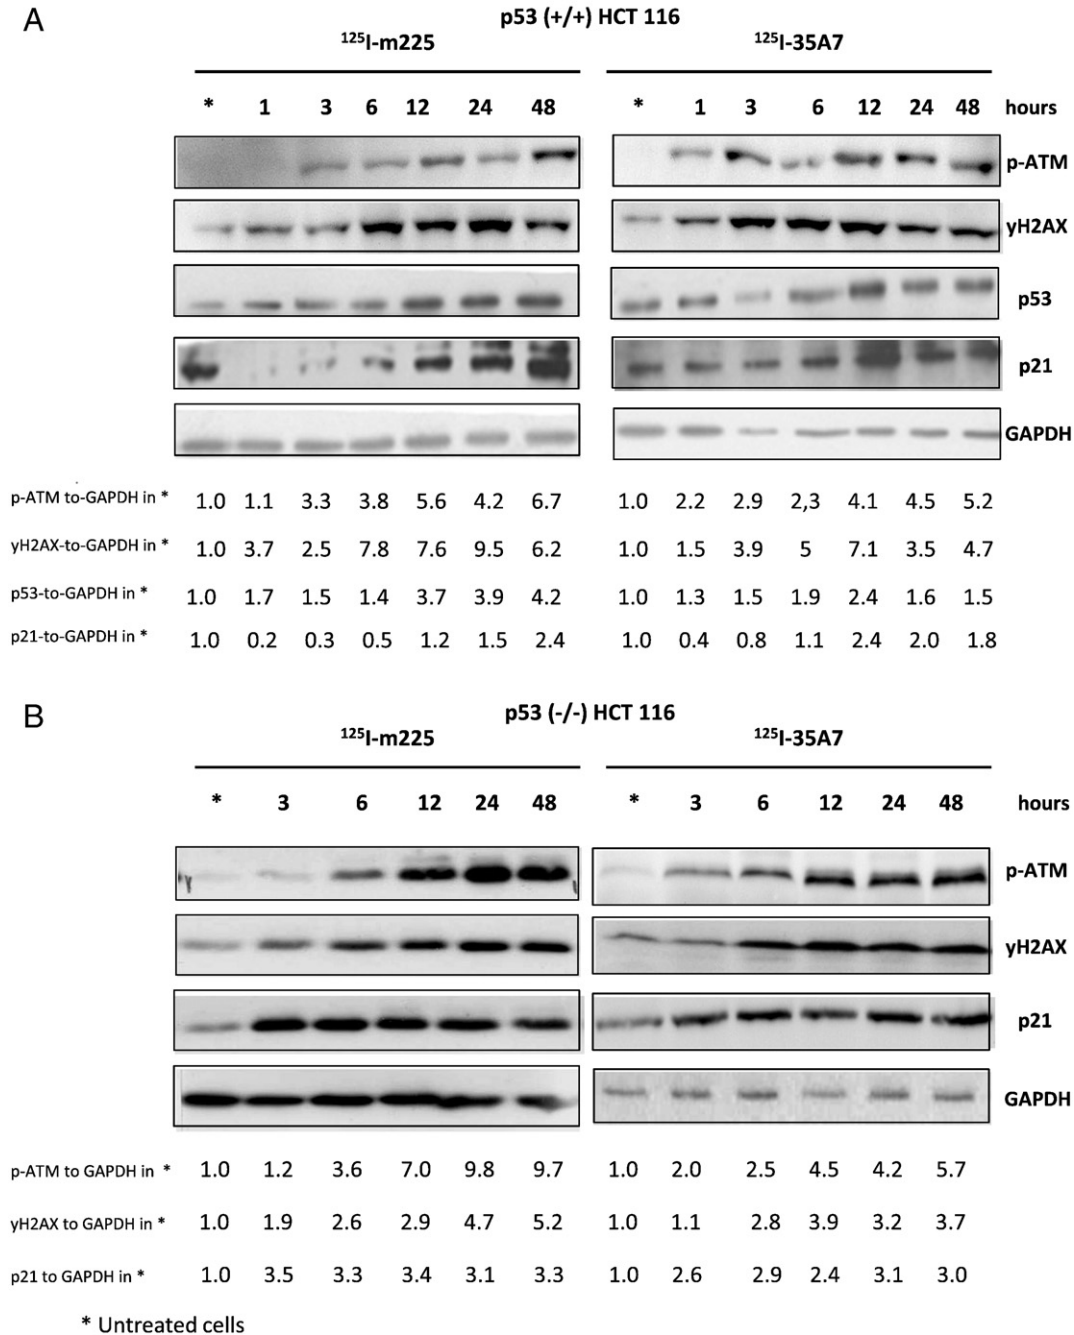 A
p53 (+/+) HCT 116
¹²⁵I-m225 ¹²⁵I-35A7
* 1 3 6 12 24 48 * 1 3 6 12 24 48 hours
p-ATM
yH2AX
p53
p21
GAPDH
p-ATM to-GAPDH in * 1.0 1.1 3.3 3.8 5.6 4.2 6.7 1.0 2.2 2.9 2,3 4.1 4.5 5.2
yH2AX-to-GAPDH in * 1.0 3.7 2.5 7.8 7.6 9.5 6.2 1.0 1.5 3.9 5 7.1 3.5 4.7
p53-to-GAPDH in * 1.0 1.7 1.5 1.4 3.7 3.9 4.2 1.0 1.3 1.5 1.9 2.4 1.6 1.5
p21-to-GAPDH in * 1.0 0.2 0.3 0.5 1.2 1.5 2.4 1.0 0.4 0.8 1.1 2.4 2.0 1.8
B
p53 (-/-) HCT 116
¹²⁵I-m225 ¹²⁵I-35A7
* 3 6 12 24 48 * 3 6 12 24 48 hours
p-ATM
yH2AX
p21
GAPDH
p-ATM to GAPDH in * 1.0 1.2 3.6 7.0 9.8 9.7 1.0 2.0 2.5 4.5 4.2 5.7
yH2AX to GAPDH in * 1.0 1.9 2.6 2.9 4.7 5.2 1.0 1.1 2.8 3.9 3.2 3.7
p21 to GAPDH in * 1.0 3.5 3.3 3.4 3.1 3.3 1.0 2.6 2.9 2.4 3.1 3.0
* Untreated cells